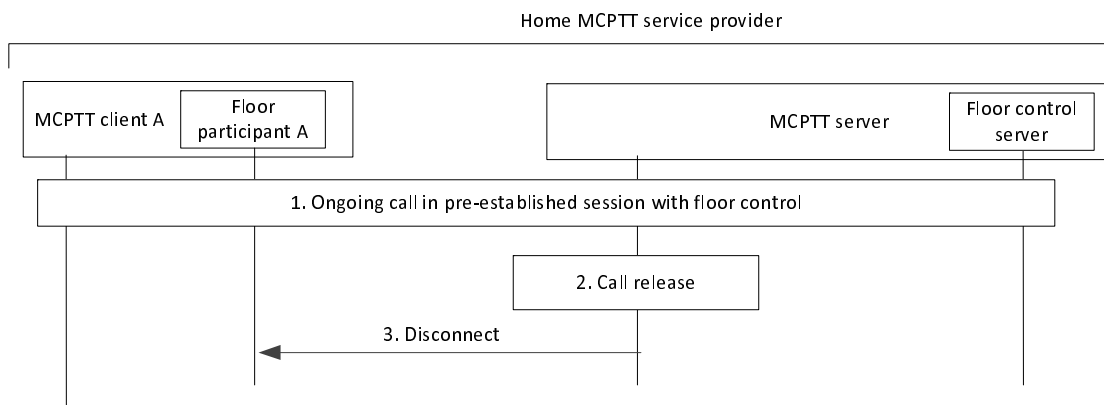 Home MCPTT service provider
MCPTT client A
Floor
participant A
MCPTT server
Floor control
server
1. Ongoing call in pre-established session with floor control
2. Call release
3. Disconnect